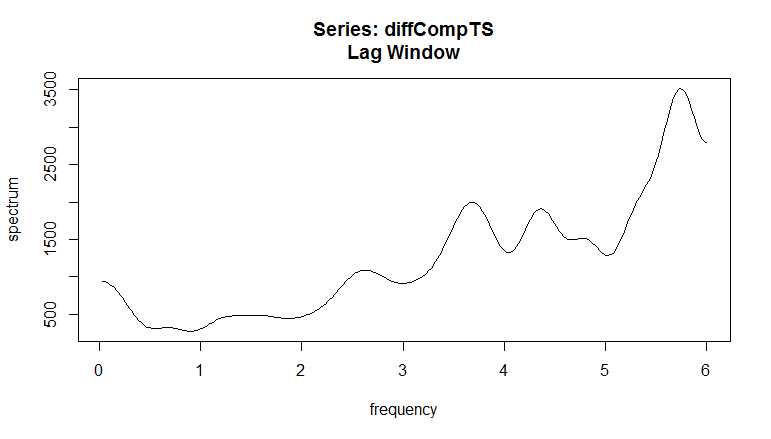 Series: diffCompTS
Lag Window
spectrum
3500
2500
1500
500
0 1 2 3 4 5 6
frequency